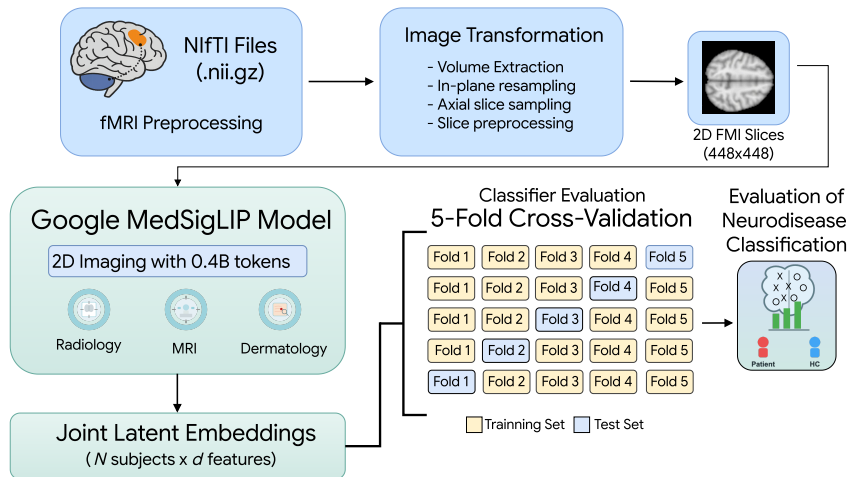 NIfTI Files
(.nii.gz)
fMRI Preprocessing
Image Transformation
- Volume Extraction
- In-plane resampling
- Axial slice sampling
- Slice preprocessing
2D FMI Slices
(448x448)
Google MedSigLIP Model
2D Imaging with 0.4B tokens
Radiology
MRI
Dermatology
Joint Latent Embeddings
( N subjects x d features)
Classifier Evaluation
5-Fold Cross-Validation
Fold 1 Fold 2 Fold 3 Fold 4 Fold 5
Fold 1 Fold 2 Fold 3 Fold 4 Fold 5
Fold 1 Fold 2 Fold 3 Fold 4 Fold 5
Fold 1 Fold 2 Fold 3 Fold 4 Fold 5
Fold 1 Fold 2 Fold 3 Fold 4 Fold 5
Trainning Set Test Set
Evaluation of
Neurodisease
Classification
Patient HC